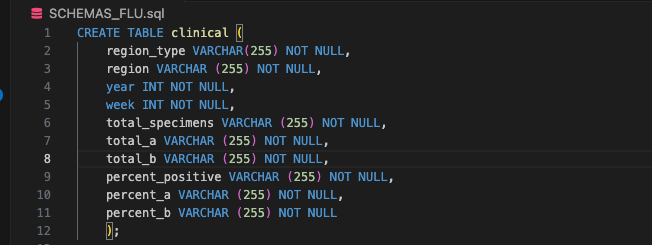 SCHEMAS_FLU.sql
1 CREATE TABLE clinical (
2 region_type VARCHAR(255) NOT NULL,
3 region VARCHAR (255) NOT NULL,
4 year INT NOT NULL,
5 week INT NOT NULL,
6 total_specimens VARCHAR (255) NOT NULL,
7 total_a VARCHAR (255) NOT NULL,
8 total_b VARCHAR (255) NOT NULL,
9 percent_positive VARCHAR (255) NOT NULL,
10 percent_a VARCHAR (255) NOT NULL,
11 percent_b VARCHAR (255) NOT NULL
12 );